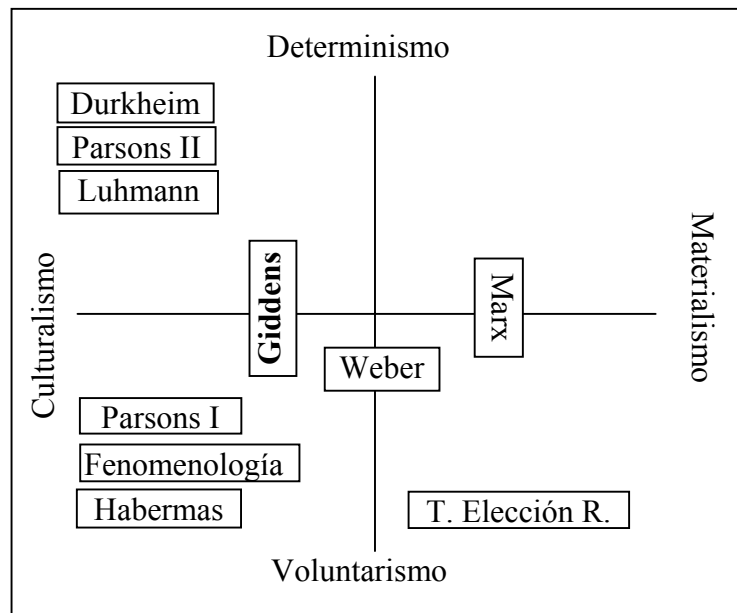 Determinismo
Durkheim
Parsons II
Luhmann
Culturalismo
Giddens
Marx
Materialismo
Weber
Parsons I
Fenomenología
Habermas
T. Elección R.
Voluntarismo